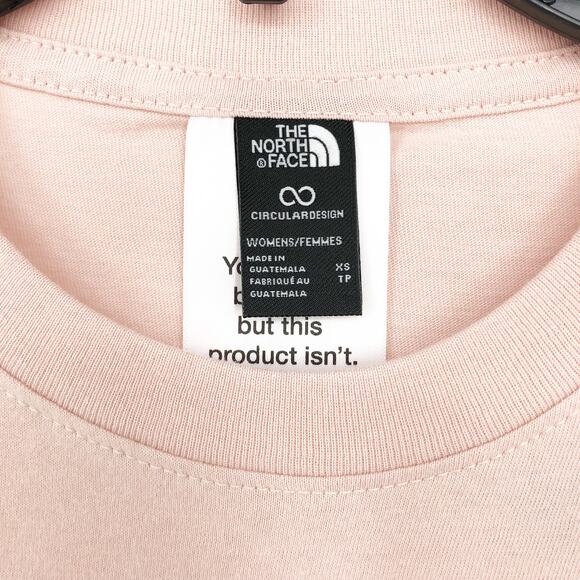 THE
NORTH
FACE
®
CIRCULARDESIGN
WOMENS/FEMMES
MADE IN
GUATEMALA XS
FABRIQUÉ AU TP
GUATEMALA
but this
product isn't.